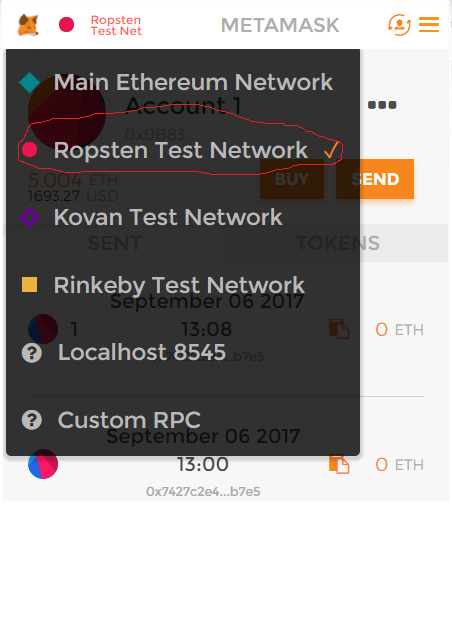 Ropsten
Test Net
METAMASK
Main Ethereum Network
Account 1
0x0B83...
Ropsten Test Network
5.004 ETH
1693.27 USD
BUY
SEND
Kovan Test Network
SENT
TOKENS
Rinkeby Test Network
September 06 2017
1 13:08 0 ETH
Localhost 8545
...b7e5
Custom RPC
September 06 2017
13:00 0 ETH
0x7427c2e4...b7e5